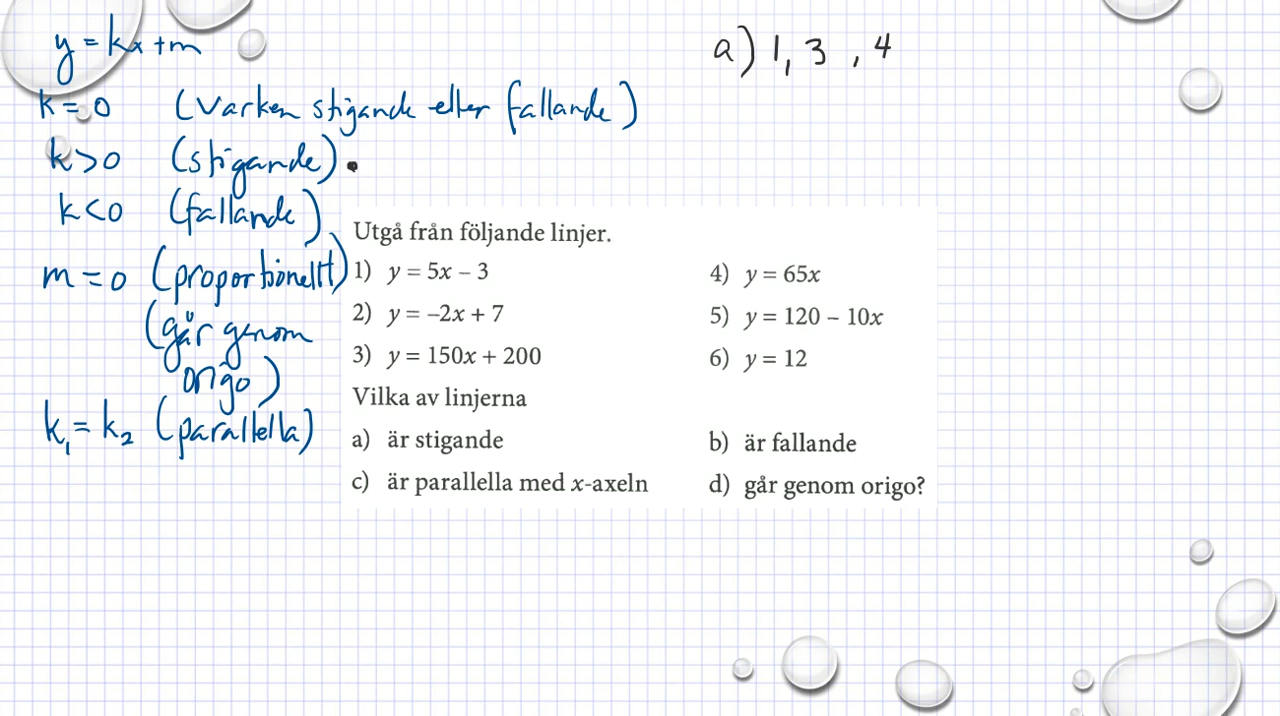 y = kx + m
k = 0 (varken stigande eller fallande)
k > 0 (stigande)
k < 0 (fallande)
m = 0 (proportionellt)
(går genom
origo)
k₁ = k₂ (parallella)
a) 1, 3, 4
Utgå från följande linjer.
1) y = 5x – 3
2) y = –2x + 7
3) y = 150x + 200
4) y = 65x
5) y = 120 – 10x
6) y = 12
Vilka av linjerna
a) är stigande
b) är fallande
c) är parallella med x-axeln
d) går genom origo?